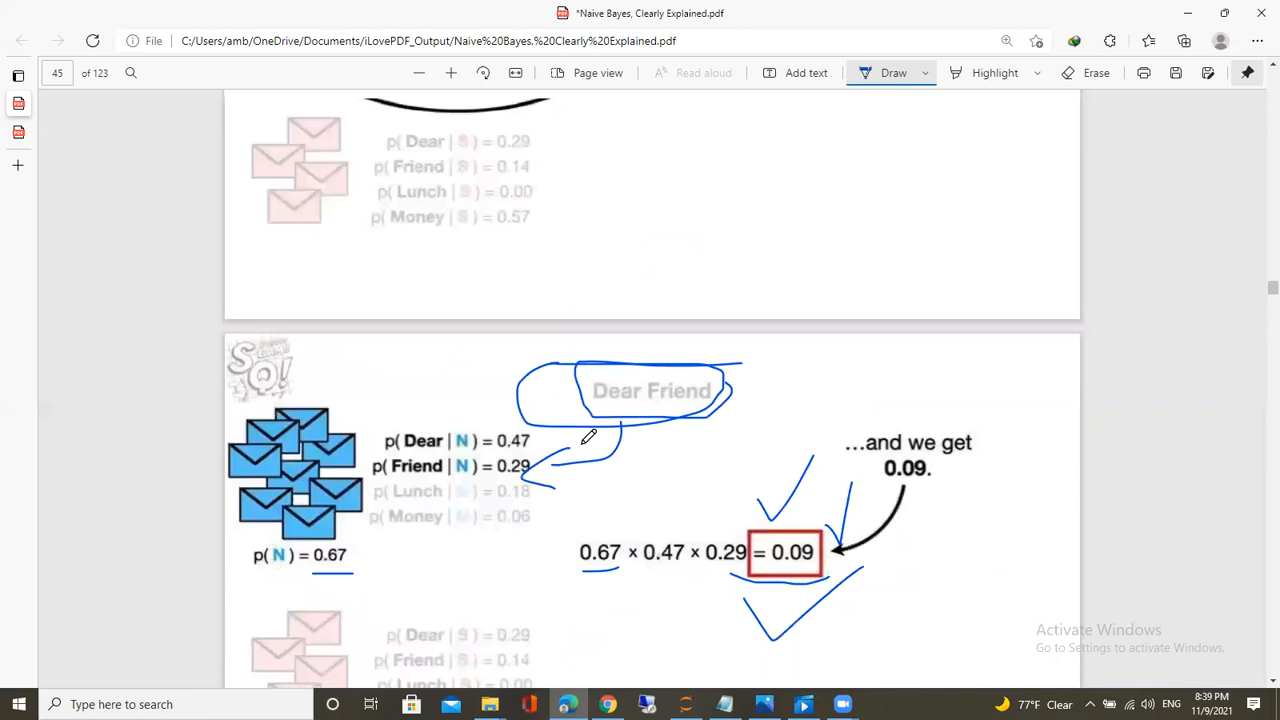 *Naive Bayes, Clearly Explained.pdf
File C:/Users/amb/OneDrive/Documents/iLovePDF_Output/Naive%20Bayes,%20Clearly%20Explained.pdf
45 of 123 Page view Read aloud Add text Draw Highlight Erase
p( Dear | S ) = 0.29
p( Friend | S ) = 0.14
p( Lunch | S ) = 0.00
p( Money | S ) = 0.57
SQ!
Dear Friend
p( Dear | N ) = 0.47
p( Friend | N ) = 0.29
p( Lunch | N ) = 0.18
p( Money | N ) = 0.06
p( N ) = 0.67
…and we get
0.09.
0.67 × 0.47 × 0.29 = 0.09
p( Dear | S ) = 0.29
p( Friend | S ) = 0.14
p( Lunch | S ) = 0.00
Activate Windows
Go to Settings to activate Windows.
Type here to search
77°F Clear ENG
8:39 PM
11/9/2021